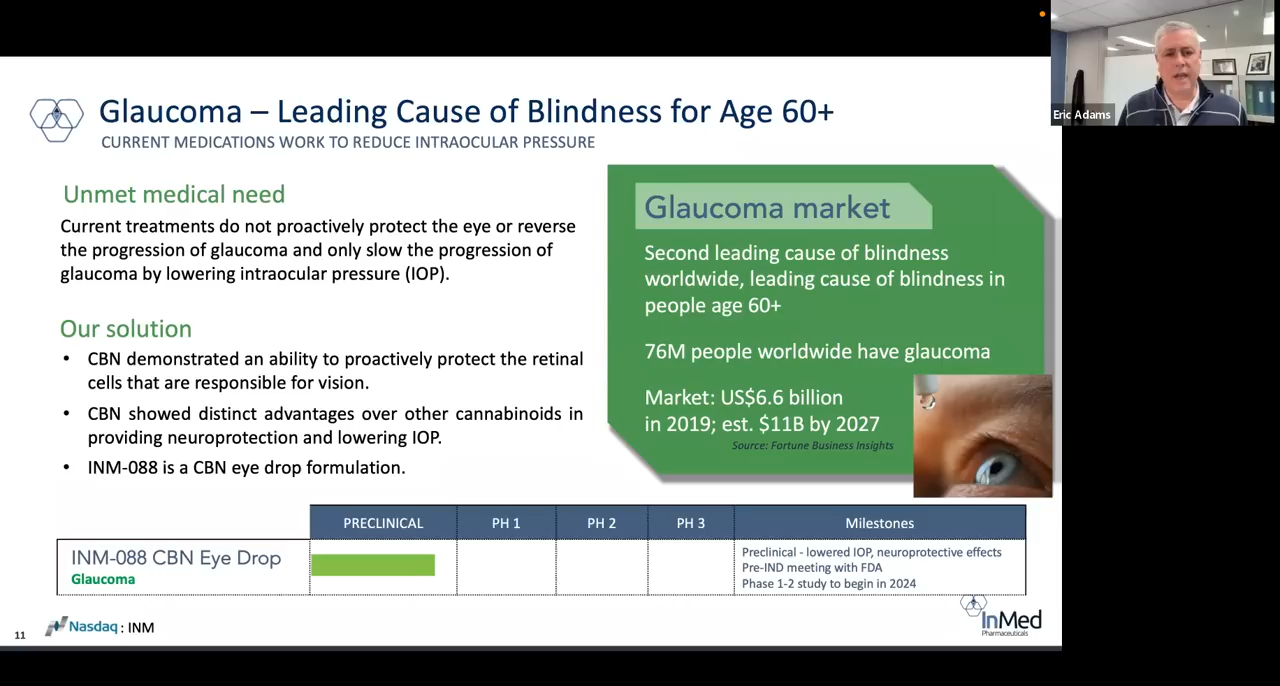 Glaucoma – Leading Cause of Blindness for Age 60+
CURRENT MEDICATIONS WORK TO REDUCE INTRAOCULAR PRESSURE
Eric Adams
Unmet medical need
Current treatments do not proactively protect the eye or reverse
the progression of glaucoma and only slow the progression of
glaucoma by lowering intraocular pressure (IOP).
Our solution
• CBN demonstrated an ability to proactively protect the retinal
cells that are responsible for vision.
• CBN showed distinct advantages over other cannabinoids in
providing neuroprotection and lowering IOP.
• INM-088 is a CBN eye drop formulation.
Glaucoma market
Second leading cause of blindness
worldwide, leading cause of blindness in
people age 60+
76M people worldwide have glaucoma
Market: US$6.6 billion
in 2019; est. $11B by 2027
Source: Fortune Business Insights
PRECLINICAL PH 1 PH 2 PH 3 Milestones
INM-088 CBN Eye Drop
Glaucoma
Preclinical - lowered IOP, neuroprotective effects
Pre-IND meeting with FDA
Phase 1-2 study to begin in 2024
11
Nasdaq : INM
InMed
Pharmaceuticals